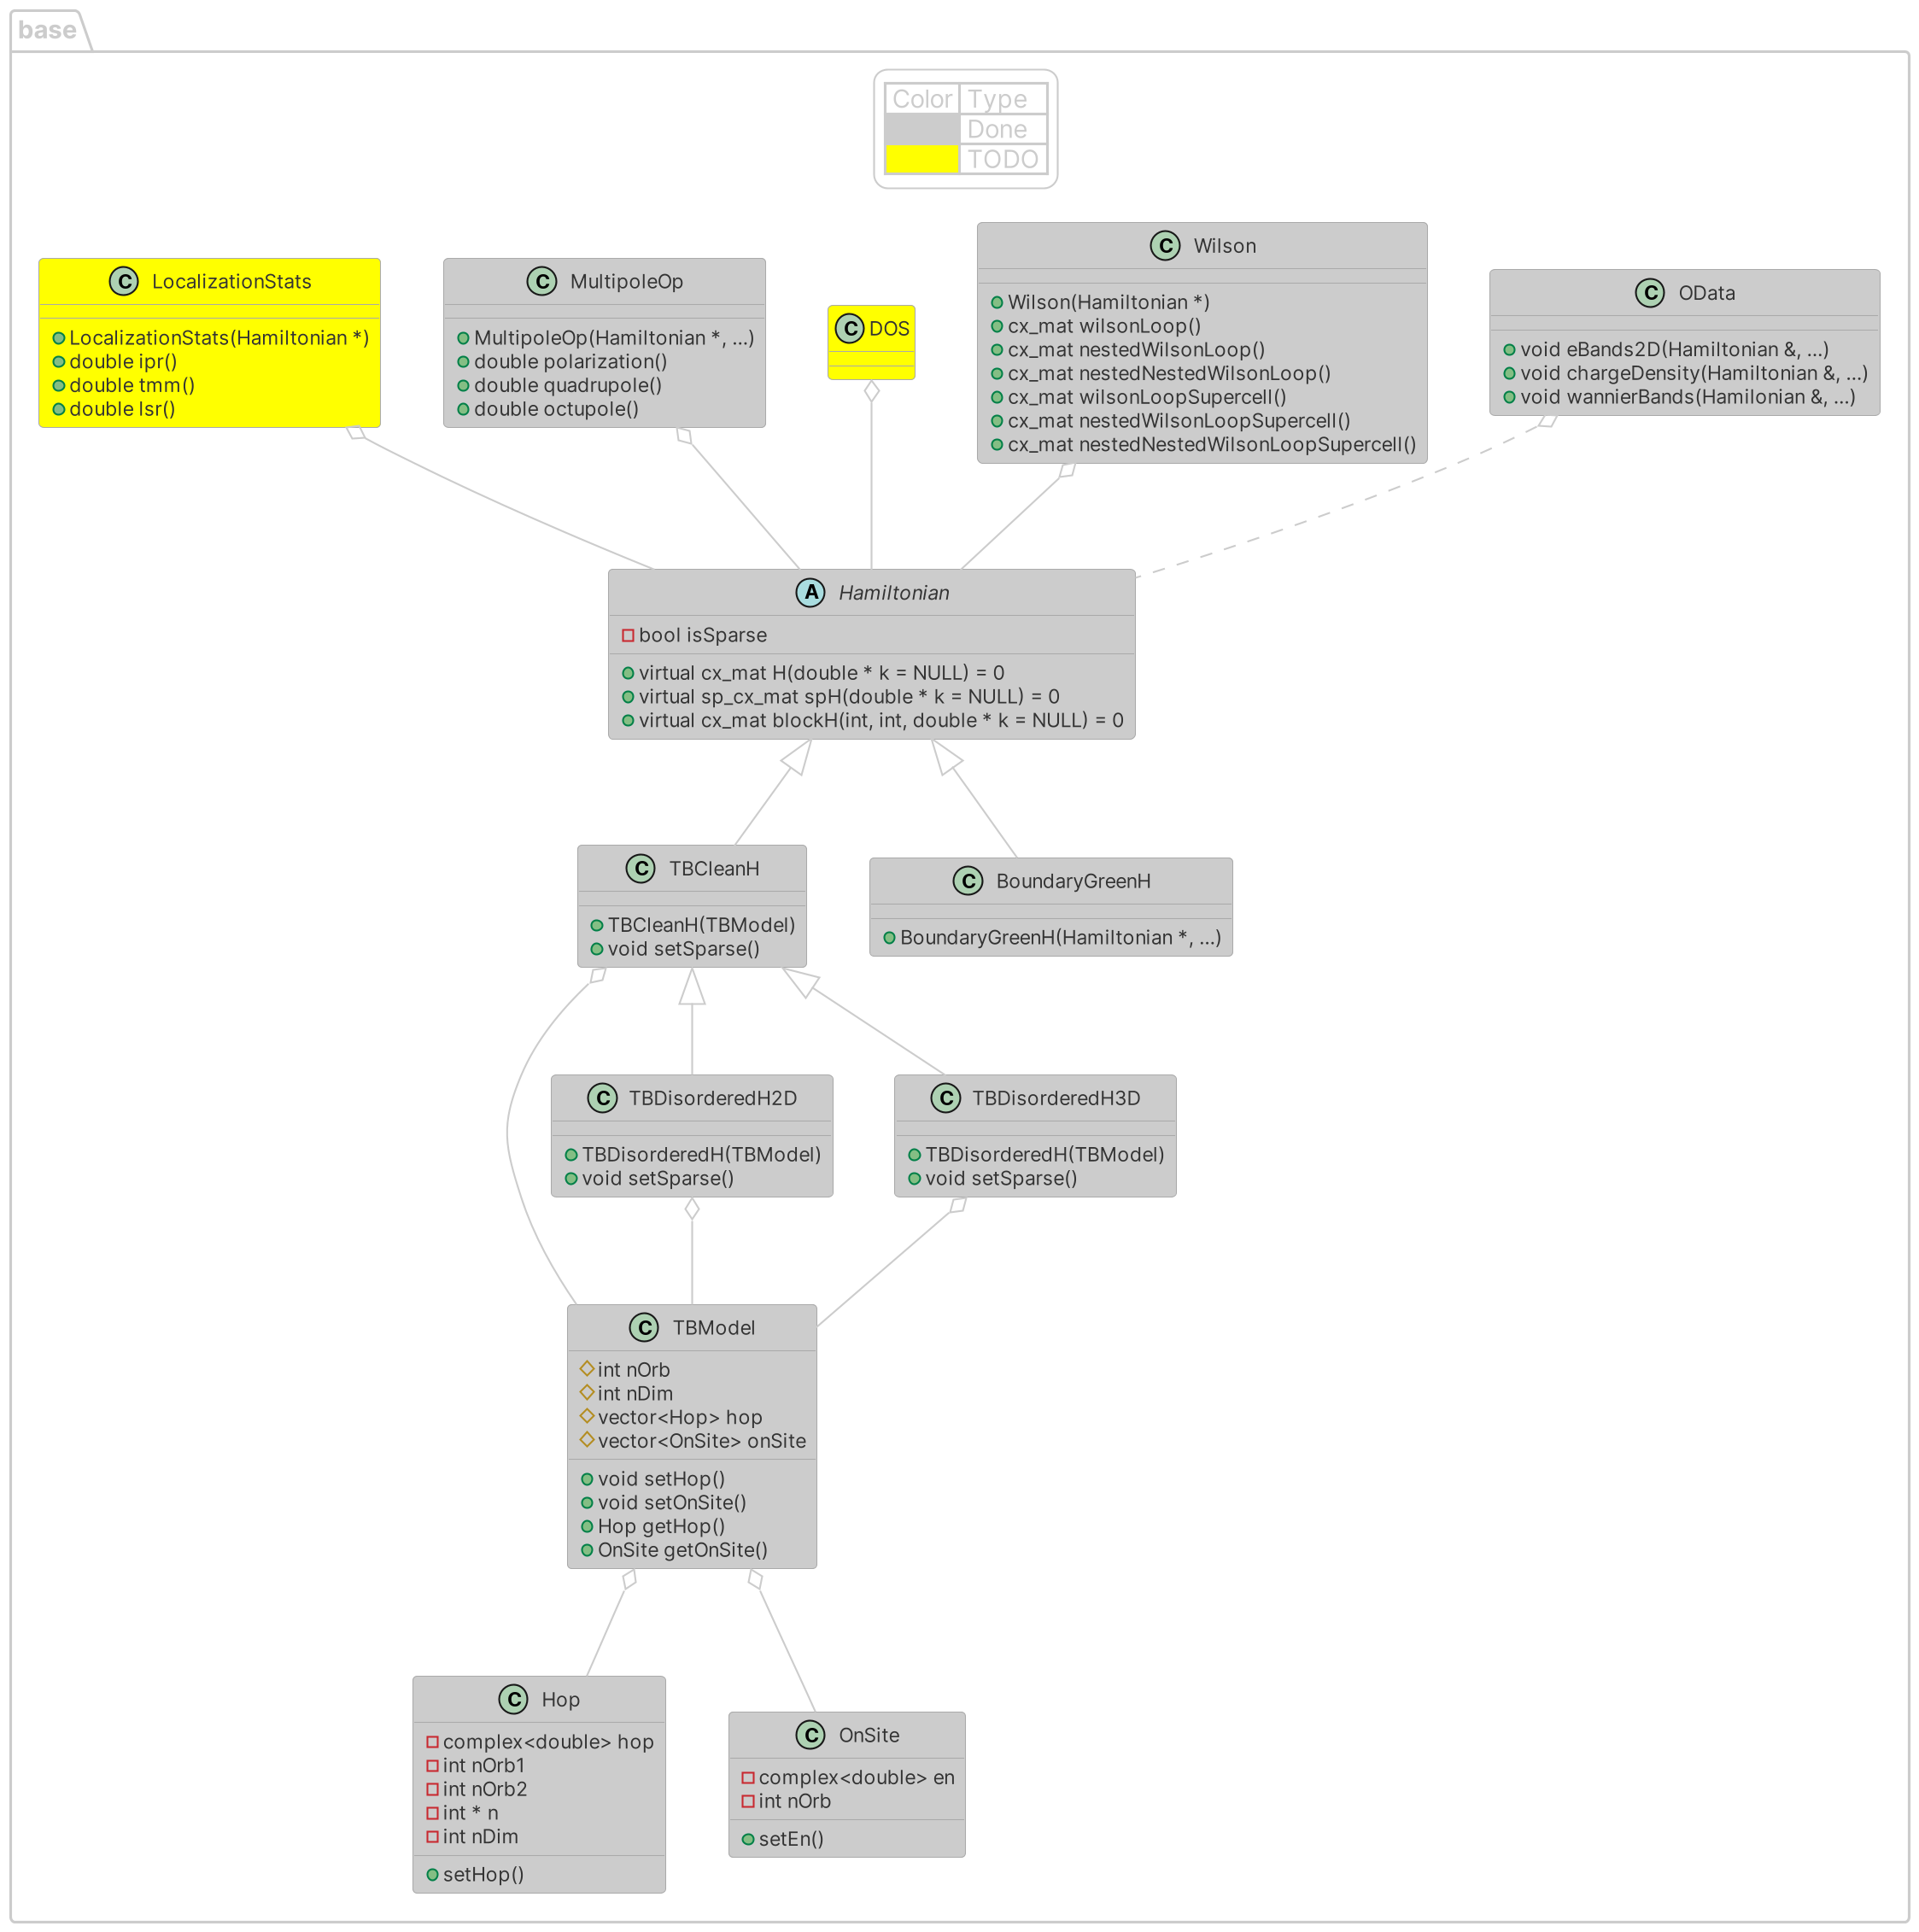 base
Color Type
Done
TODO
C LocalizationStats
LocalizationStats(Hamiltonian *)
double ipr()
double tmm()
double lsr()
C MultipoleOp
MultipoleOp(Hamiltonian *, ...)
double polarization()
double quadrupole()
double octupole()
C DOS
C Wilson
Wilson(Hamiltonian *)
cx_mat wilsonLoop()
cx_mat nestedWilsonLoop()
cx_mat nestedNestedWilsonLoop()
cx_mat wilsonLoopSupercell()
cx_mat nestedWilsonLoopSupercell()
cx_mat nestedNestedWilsonLoopSupercell()
C OData
void eBands2D(Hamiltonian &, ...)
void chargeDensity(Hamiltonian &, ...)
void wannierBands(Hamilonian &, ...)
A Hamiltonian
bool isSparse
virtual cx_mat H(double * k = NULL) = 0
virtual sp_cx_mat spH(double * k = NULL) = 0
virtual cx_mat blockH(int, int, double * k = NULL) = 0
C TBCleanH
TBCleanH(TBModel)
void setSparse()
C BoundaryGreenH
BoundaryGreenH(Hamiltonian *, ...)
C TBDisorderedH2D
TBDisorderedH(TBModel)
void setSparse()
C TBDisorderedH3D
TBDisorderedH(TBModel)
void setSparse()
C TBModel
int nOrb
int nDim
vector<Hop> hop
vector<OnSite> onSite
void setHop()
void setOnSite()
Hop getHop()
OnSite getOnSite()
C Hop
complex<double> hop
int nOrb1
int nOrb2
int * n
int nDim
setHop()
C OnSite
complex<double> en
int nOrb
setEn()